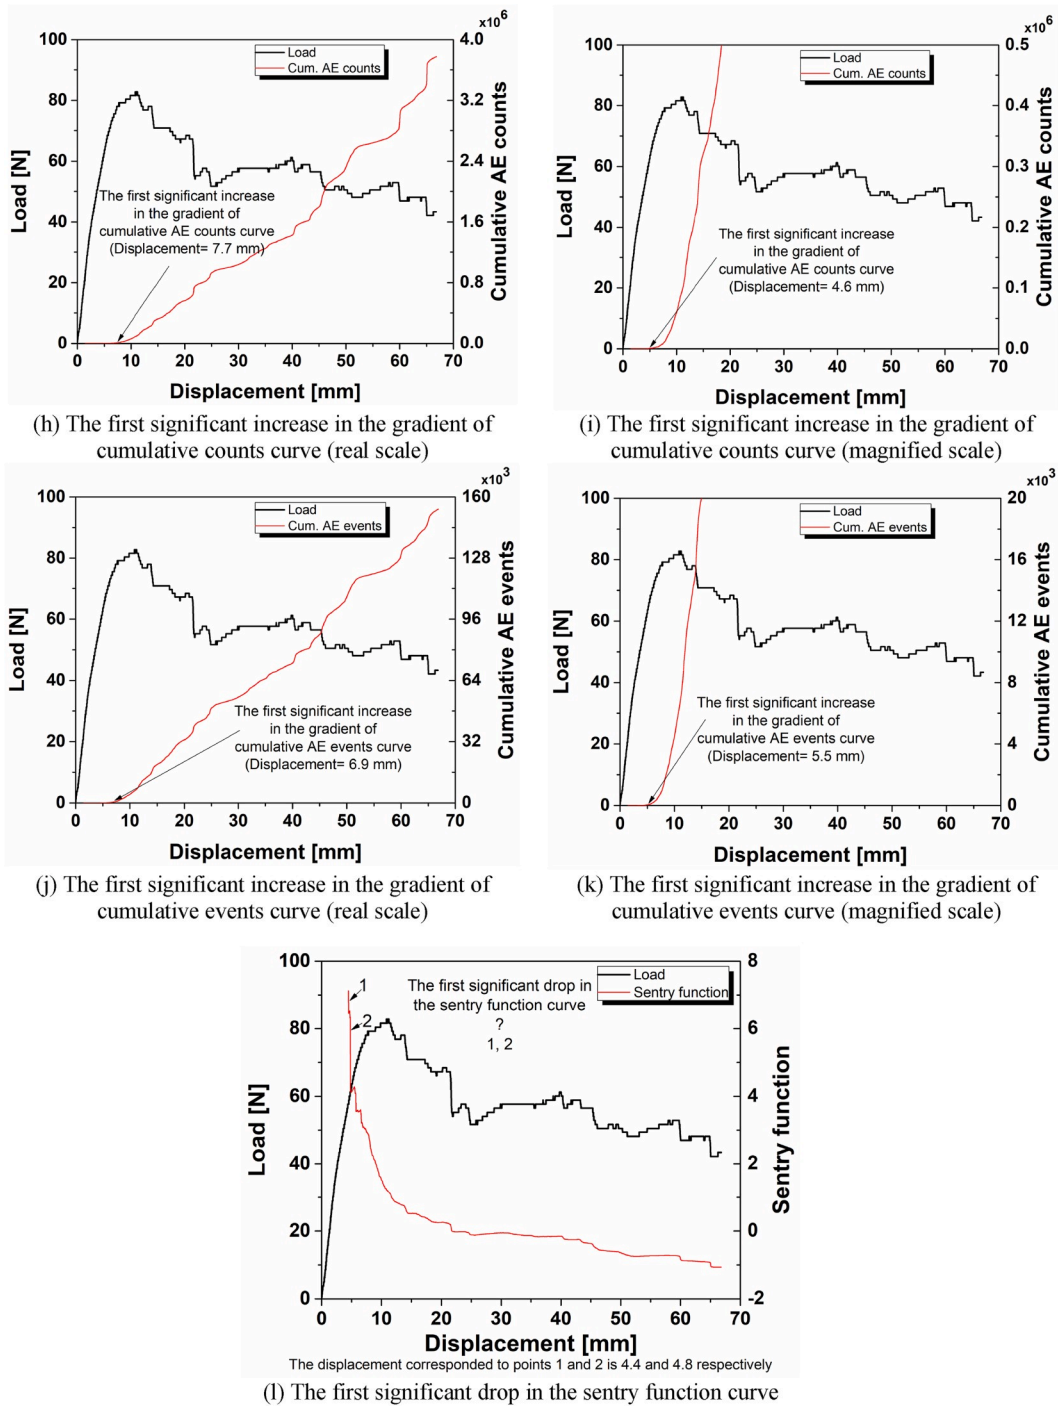 x10⁶
100
4.0
Load
Cum. AE counts
80
3.2
60
2.4
40
1.6
20
0.8
0
0.0
Load [N]
Cumulative AE counts
The first significant increase
in the gradient of
cumulative AE counts curve
(Displacement= 7.7 mm)
0 10 20 30 40 50 60 70
Displacement [mm]
(h) The first significant increase in the gradient of
cumulative counts curve (real scale)
x10⁶
100
0.5
Load
Cum. AE counts
80
0.4
60
0.3
40
0.2
20
0.1
0
0.0
Load [N]
Cumulative AE counts
The first significant increase
in the gradient of
cumulative AE counts curve
(Displacement= 4.6 mm)
0 10 20 30 40 50 60 70
Displacement [mm]
(i) The first significant increase in the gradient of
cumulative counts curve (magnified scale)
x10³
100
160
Load
Cum. AE events
80
128
60
96
40
64
20
32
0
0
Load [N]
Cumulative AE events
The first significant increase
in the gradient of
cumulative AE events curve
(Displacement= 6.9 mm)
0 10 20 30 40 50 60 70
Displacement [mm]
(j) The first significant increase in the gradient of
cumulative events curve (real scale)
x10³
100
20
Load
Cum. AE events
80
16
60
12
40
8
20
4
0
0
Load [N]
Cumulative AE events
The first significant increase
in the gradient of
cumulative AE events curve
(Displacement= 5.5 mm)
0 10 20 30 40 50 60 70
Displacement [mm]
(k) The first significant increase in the gradient of
cumulative events curve (magnified scale)
100
8
Load
Sentry function
1
2
The first significant drop in
the sentry function curve
?
1, 2
80
6
60
4
40
2
20
0
0
-2
Load [N]
Sentry function
0 10 20 30 40 50 60 70
Displacement [mm]
The displacement corresponded to points 1 and 2 is 4.4 and 4.8 respectively
(l) The first significant drop in the sentry function curve